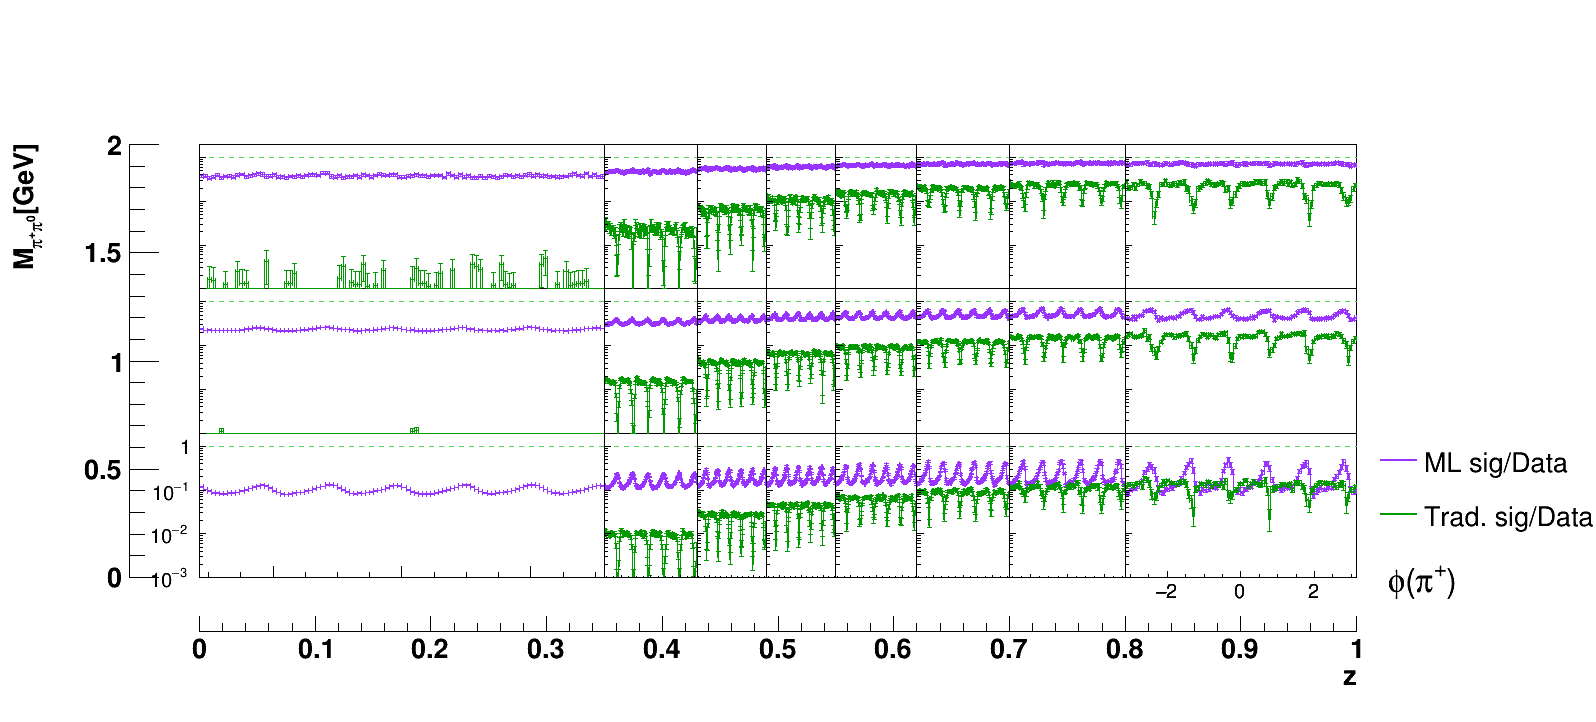 M_{π⁺π⁰}[GeV]
2
1.5
1
0.5
0
1
10⁻¹
10⁻²
10⁻³
ML sig/Data
Trad. sig/Data
−2 0 2
ϕ(π⁺)
0 0.1 0.2 0.3 0.4 0.5 0.6 0.7 0.8 0.9 1
z